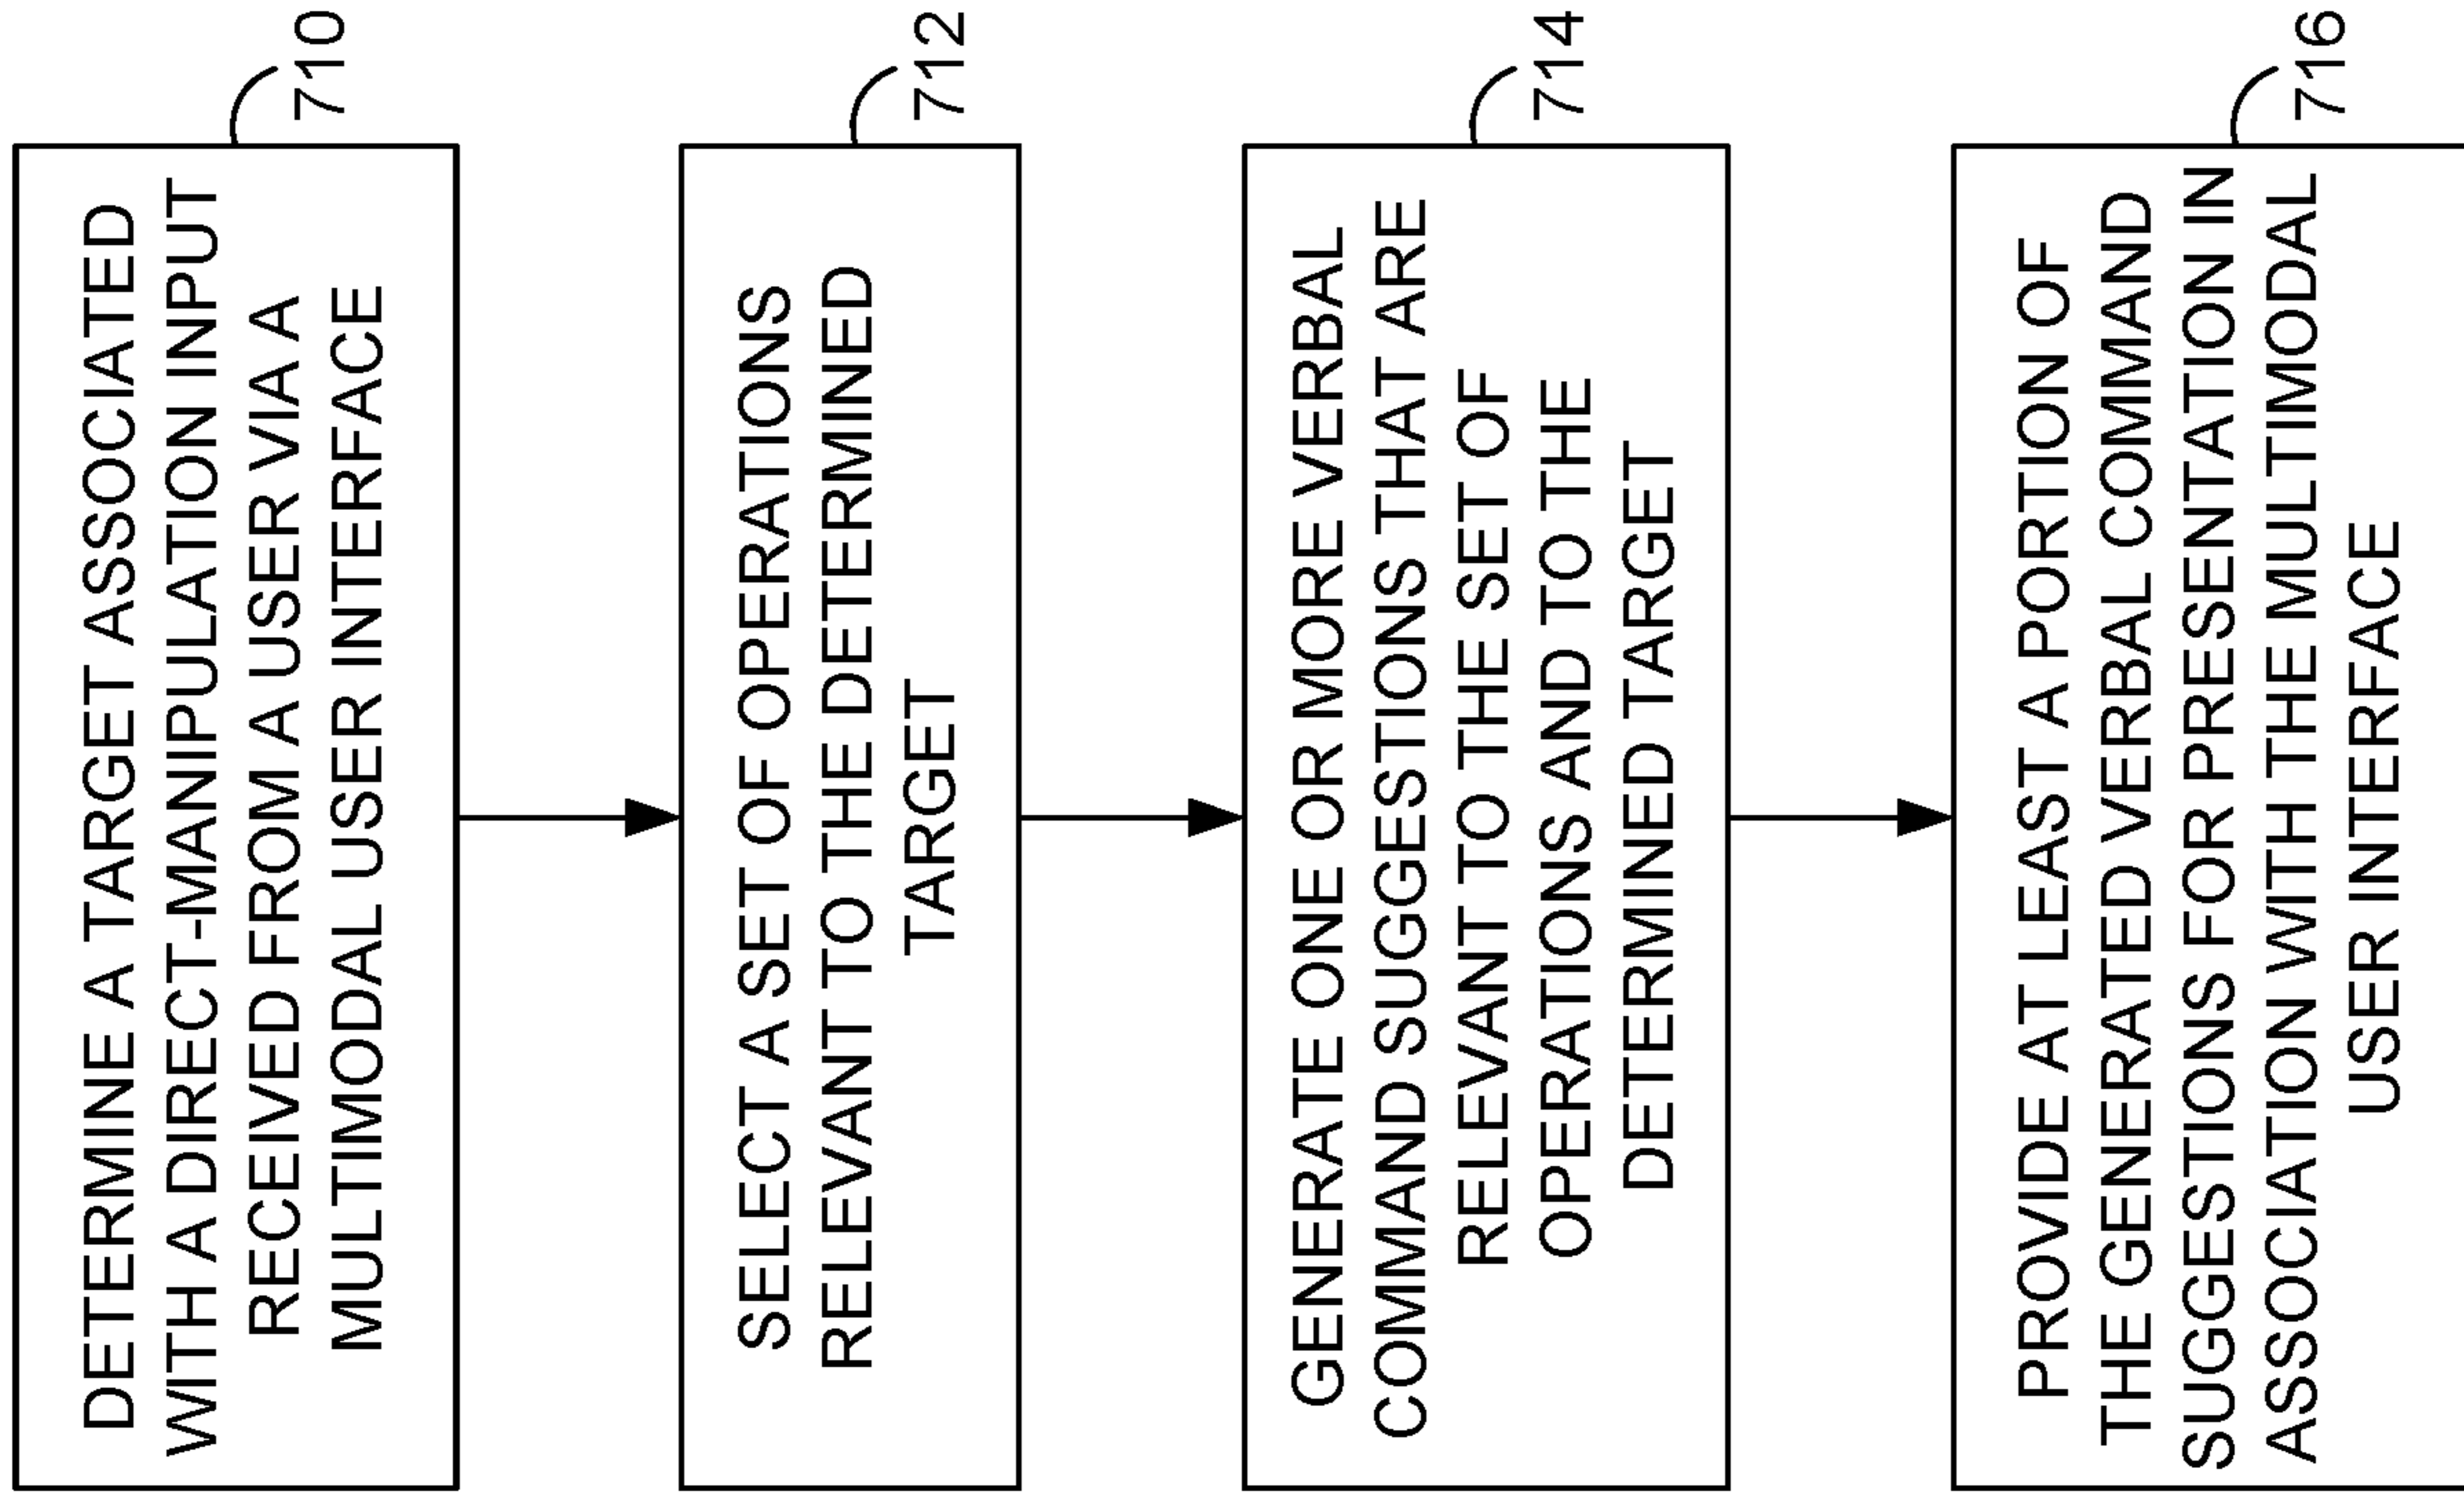 DETERMINE A TARGET ASSOCIATED
WITH A DIRECT-MANIPULATION INPUT
RECEIVED FROM A USER VIA A
MULTIMODAL USER INTERFACE
710
SELECT A SET OF OPERATIONS
RELEVANT TO THE DETERMINED
TARGET
712
GENERATE ONE OR MORE VERBAL
COMMAND SUGGESTIONS THAT ARE
RELEVANT TO THE SET OF
OPERATIONS AND TO THE
DETERMINED TARGET
714
PROVIDE AT LEAST A PORTION OF
THE GENERATED VERBAL COMMAND
SUGGESTIONS FOR PRESENTATION IN
ASSOCIATION WITH THE MULTIMODAL
USER INTERFACE
716